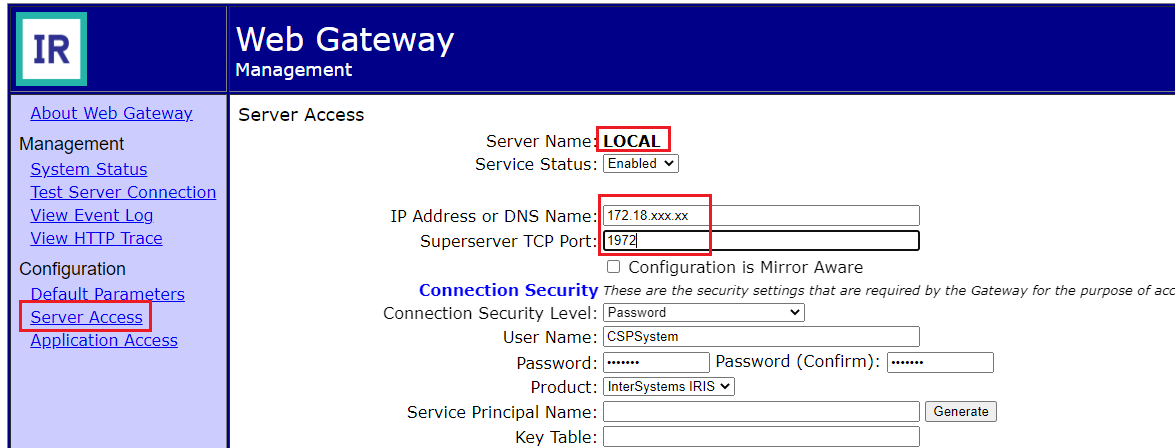 IR
Web Gateway
Management
About Web Gateway
Management
System Status
Test Server Connection
View Event Log
View HTTP Trace
Configuration
Default Parameters
Server Access
Application Access
Server Access
Server Name: LOCAL
Service Status: Enabled
IP Address or DNS Name: 172.18.xxx.xx
Superserver TCP Port: 1972
Configuration is Mirror Aware
Connection Security These are the security settings that are required by the Gateway for the purpose of acc
Connection Security Level: Password
User Name: CSPSystem
Password: ••••••• Password (Confirm): •••••••
Product: InterSystems IRIS
Service Principal Name: Generate
Key Table: